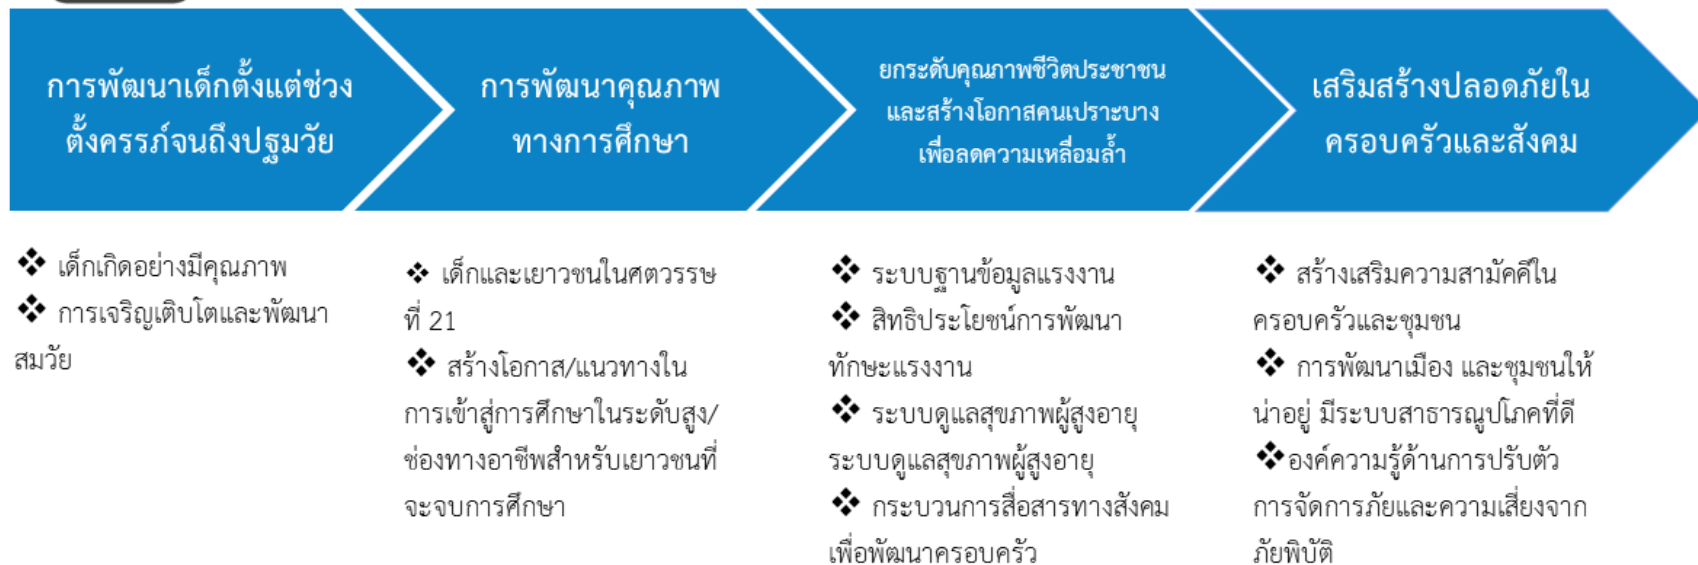 การพัฒนาเด็กตั้งแต่ช่วง
ตั้งครรภ์จนถึงปฐมวัย
❖ เด็กเกิดอย่างมีคุณภาพ
❖ การเจริญเติบโตและพัฒนา
สมวัย
การพัฒนาคุณภาพ
ทางการศึกษา
❖ เด็กและเยาวชนในศตวรรษ
ที่ 21
❖ สร้างโอกาส/แนวทางใน
การเข้าสู่การศึกษาในระดับสูง/
ช่องทางอาชีพสำหรับเยาวชนที่
จะจบการศึกษา
ยกระดับคุณภาพชีวิตประชาชน
และสร้างโอกาสคนเปราะบาง
เพื่อลดความเหลื่อมล้ำ
❖ ระบบฐานข้อมูลแรงงาน
❖ สิทธิประโยชน์การพัฒนา
ทักษะแรงงาน
❖ ระบบดูแลสุขภาพผู้สูงอายุ
ระบบดูแลสุขภาพผู้สูงอายุ
❖ กระบวนการสื่อสารทางสังคม
เพื่อพัฒนาครอบครัว
เสริมสร้างปลอดภัยใน
ครอบครัวและสังคม
❖ สร้างเสริมความสามัคคีใน
ครอบครัวและชุมชน
❖ การพัฒนาเมือง และชุมชนให้
น่าอยู่ มีระบบสาธารณูปโภคที่ดี
❖องค์ความรู้ด้านการปรับตัว
การจัดการภัยและความเสี่ยงจาก
ภัยพิบัติ